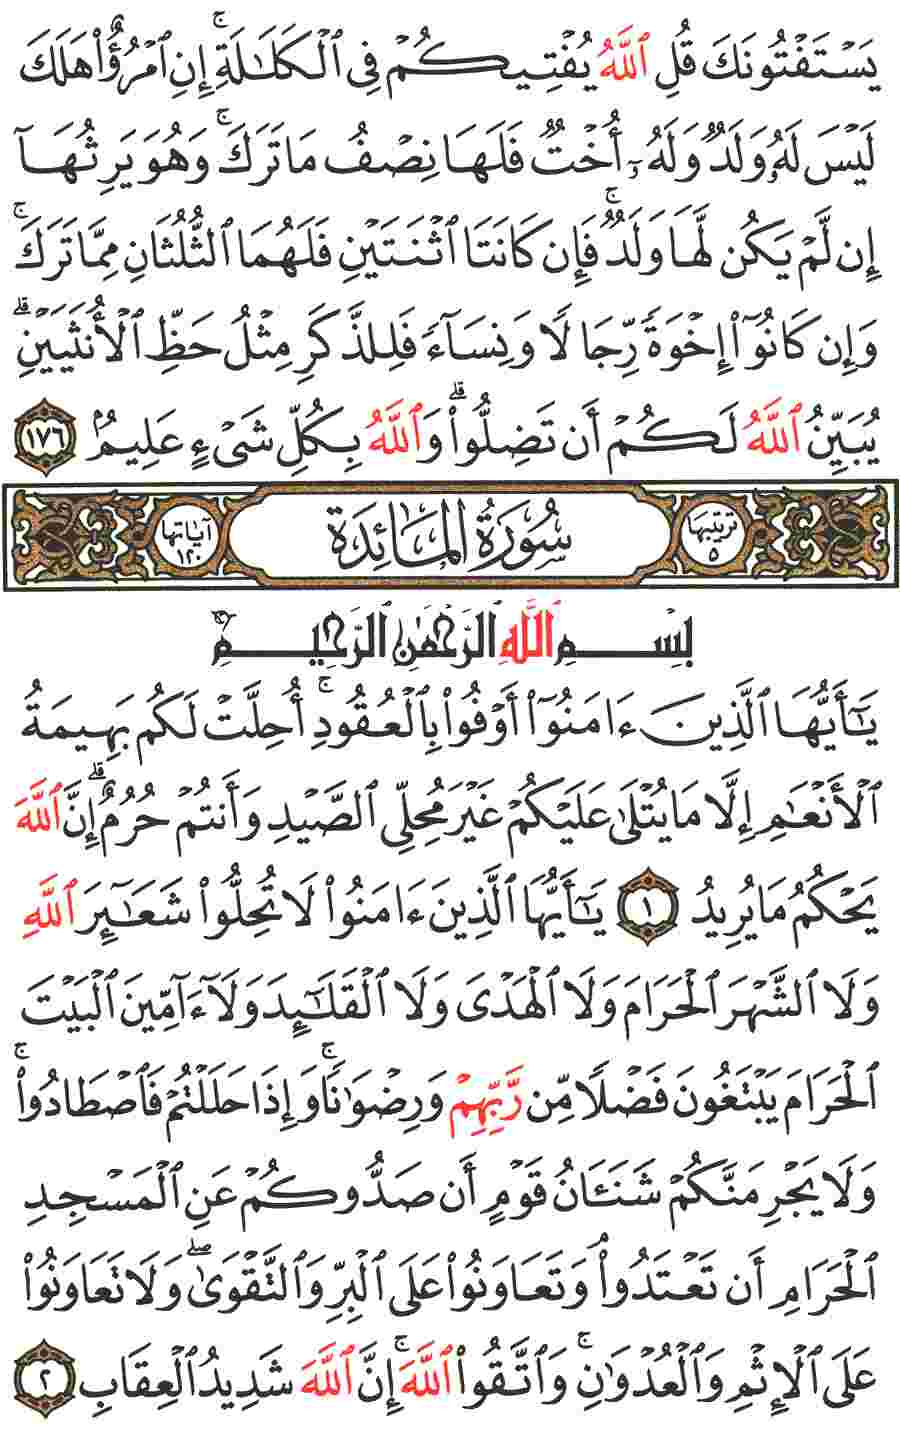 يَسْتَفْتُونَكَ قُلِ ٱللَّهُ يُفْتِيكُمْ فِى ٱلْكَلَـٰلَةِ ۚ إِنِ ٱمْرُؤٌا۟ هَلَكَ
لَيْسَ لَهُۥ وَلَدٌ وَلَهُۥٓ أُخْتٌ فَلَهَا نِصْفُ مَا تَرَكَ ۚ وَهُوَ يَرِثُهَآ
إِن لَّمْ يَكُن لَّهَا وَلَدٌ ۚ فَإِن كَانَتَا ٱثْنَتَيْنِ فَلَهُمَا ٱلثُّلُثَانِ مِمَّا تَرَكَ ۚ
وَإِن كَانُوٓا۟ إِخْوَةً رِّجَالًا وَنِسَآءً فَلِلذَّكَرِ مِثْلُ حَظِّ ٱلْأُنثَيَيْنِ ۗ
يُبَيِّنُ ٱللَّهُ لَكُمْ أَن تَضِلُّوا۟ ۗ وَٱللَّهُ بِكُلِّ شَىْءٍ عَلِيمٌۢ ١٧٦
ترتيبها ٥ سُورَةُ المَائِدَةِ آياتها ١٢٠
بِسْمِ ٱللَّهِ ٱلرَّحْمَـٰنِ ٱلرَّحِيمِ
يَـٰٓأَيُّهَا ٱلَّذِينَ ءَامَنُوٓا۟ أَوْفُوا۟ بِٱلْعُقُودِ ۚ أُحِلَّتْ لَكُم بَهِيمَةُ
ٱلْأَنْعَـٰمِ إِلَّا مَا يُتْلَىٰ عَلَيْكُمْ غَيْرَ مُحِلِّى ٱلصَّيْدِ وَأَنتُمْ حُرُمٌ ۗ إِنَّ ٱللَّهَ
يَحْكُمُ مَا يُرِيدُ ١ يَـٰٓأَيُّهَا ٱلَّذِينَ ءَامَنُوا۟ لَا تُحِلُّوا۟ شَعَـٰٓئِرَ ٱللَّهِ
وَلَا ٱلشَّهْرَ ٱلْحَرَامَ وَلَا ٱلْهَدْىَ وَلَا ٱلْقَلَـٰٓئِدَ وَلَآ ءَآمِّينَ ٱلْبَيْتَ
ٱلْحَرَامَ يَبْتَغُونَ فَضْلًا مِّن رَّبِّهِمْ وَرِضْوَٰنًا ۚ وَإِذَا حَلَلْتُمْ فَٱصْطَادُوا۟ ۚ
وَلَا يَجْرِمَنَّكُمْ شَنَـَٔانُ قَوْمٍ أَن صَدُّوكُمْ عَنِ ٱلْمَسْجِدِ
ٱلْحَرَامِ أَن تَعْتَدُوا۟ ۘ وَتَعَاوَنُوا۟ عَلَى ٱلْبِرِّ وَٱلتَّقْوَىٰ ۖ وَلَا تَعَاوَنُوا۟
عَلَى ٱلْإِثْمِ وَٱلْعُدْوَٰنِ ۚ وَٱتَّقُوا۟ ٱللَّهَ ۚ إِنَّ ٱللَّهَ شَدِيدُ ٱلْعِقَابِ ٢